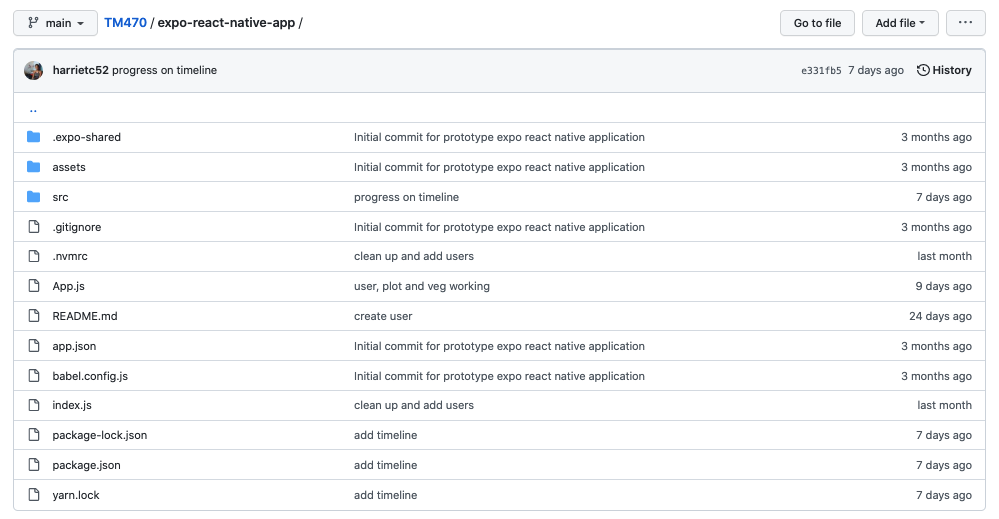 main TM470 / expo-react-native-app / Go to file Add file ...
harrietc52 progress on timeline e331fb5 7 days ago History
..
.expo-shared Initial commit for prototype expo react native application 3 months ago
assets Initial commit for prototype expo react native application 3 months ago
src progress on timeline 7 days ago
.gitignore Initial commit for prototype expo react native application 3 months ago
.nvmrc clean up and add users last month
App.js user, plot and veg working 9 days ago
README.md create user 24 days ago
app.json Initial commit for prototype expo react native application 3 months ago
babel.config.js Initial commit for prototype expo react native application 3 months ago
index.js clean up and add users last month
package-lock.json add timeline 7 days ago
package.json add timeline 7 days ago
yarn.lock add timeline 7 days ago